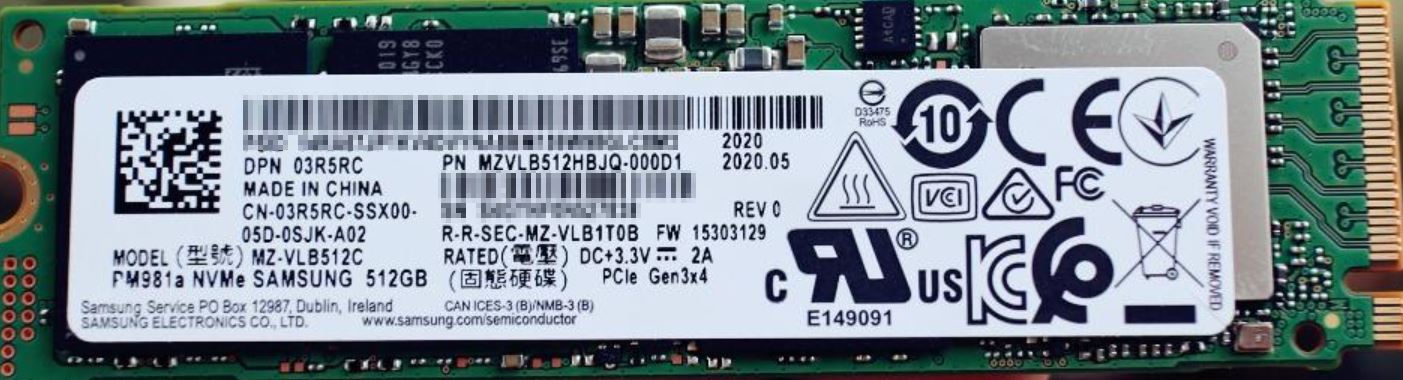 D33475
RoHS
10
2020
DPN 03R5RC
PN MZVLB512HBJQ-000D1
2020.05
MADE IN CHINA
CN-03R5RC-SSX00-
05D-0SJK-A02
REV 0
R-R-SEC-MZ-VLB1T0B FW 15303129
MODEL (型號) MZ-VLB512C
RATED(電壓) DC+3.3V 2A
PM981a NVMe SAMSUNG 512GB
(固態硬碟) PCIe Gen3x4
Samsung Service PO Box 12987, Dublin, Ireland
CAN ICES-3 (B)/NMB-3 (B)
SAMSUNG ELECTRONICS CO., LTD.
www.samsung.com/semiconductor
CE
VCI
FC
c RU ® US
E149091
KC
WARRANTY VOID IF REMOVED